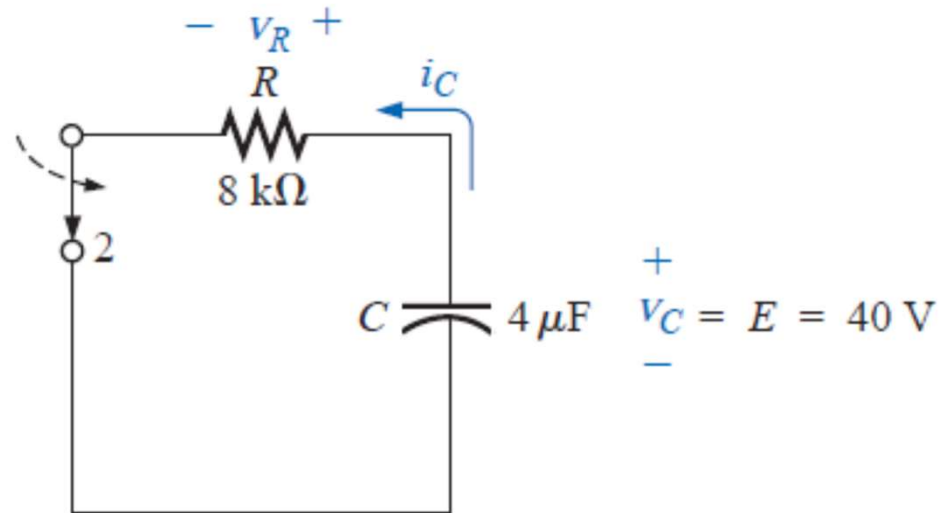 − v_R +
R
i_C
8 kΩ
2
+
C 4 μF v_C = E = 40 V
−